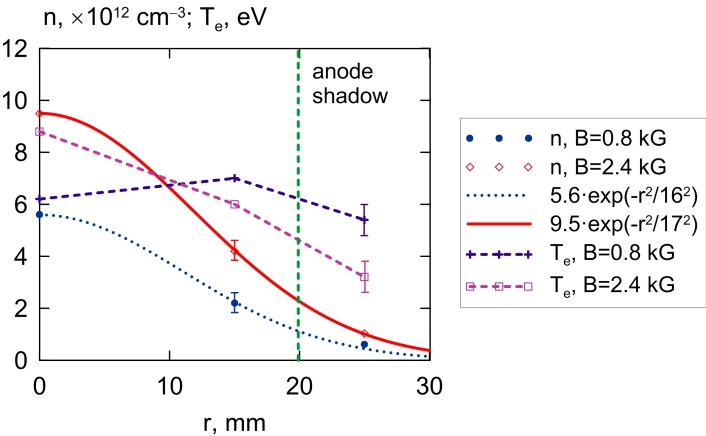 n, ×10¹² cm⁻³; Tₑ, eV
12
10
8
6
4
2
0
0
10
20
30
r, mm
anode
shadow
n, B=0.8 kG
n, B=2.4 kG
5.6·exp(-r²/16²)
9.5·exp(-r²/17²)
Tₑ, B=0.8 kG
Tₑ, B=2.4 kG